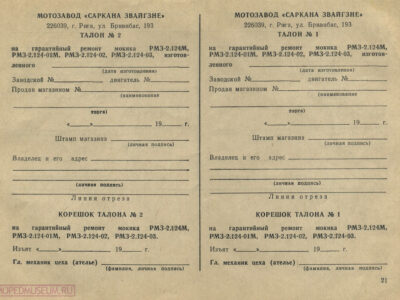 МОТОЗАВОД «САРКАНА ЗВАЙГЗНЕ»
226039, г. Рига, ул. Бривибас, 193
ТАЛОН № 2
на гарантийный ремонт мокика РМЗ-2.124М,
РМЗ-2.124-01М, РМЗ-2.124-02, РМЗ-2.124-03, изготов-
ленного
(дата изготовления)
Заводской № двигатель №
Продан магазином №
(наименование
торга)
«    » 19    г.
Штамп магазина
(личная подпись)
Владелец и его адрес
(личная подпись)
Линия отреза
КОРЕШОК ТАЛОНА № 2
на гарантийный ремонт мокика РМЗ-2.124М,
РМЗ-2.124-01М, РМЗ-2.124-02, РМЗ-2.124-03.
Изъят «    » 19    г.
Гл. механик цеха (ателье)
(фамилия, личная подпись)
МОТОЗАВОД «САРКАНА ЗВАЙГЗНЕ»
226039, г. Рига, ул. Бривибас, 193
ТАЛОН № 1
на гарантийный ремонт мокика РМЗ-2.124М,
РМЗ-2.124-01М, РМЗ-2.124-02, РМЗ-2.124-03, изготов-
ленного
(дата изготовления)
Заводской № двигатель №
Продан магазином №
(наименование
торга)
«    » 19    г.
Штамп магазина
(личная подпись)
Владелец и его адрес
(личная подпись)
Линия отреза
КОРЕШОК ТАЛОНА № 1
на гарантийный ремонт мокика РМЗ-2.124М,
РМЗ-2.124-01М, РМЗ-2.124-02, РМЗ-2.124-03.
Изъят «    » 19    г.
Гл. механик цеха (ателье)
(фамилия, личная подпись)
21
MOPEDMUSEUM.RU